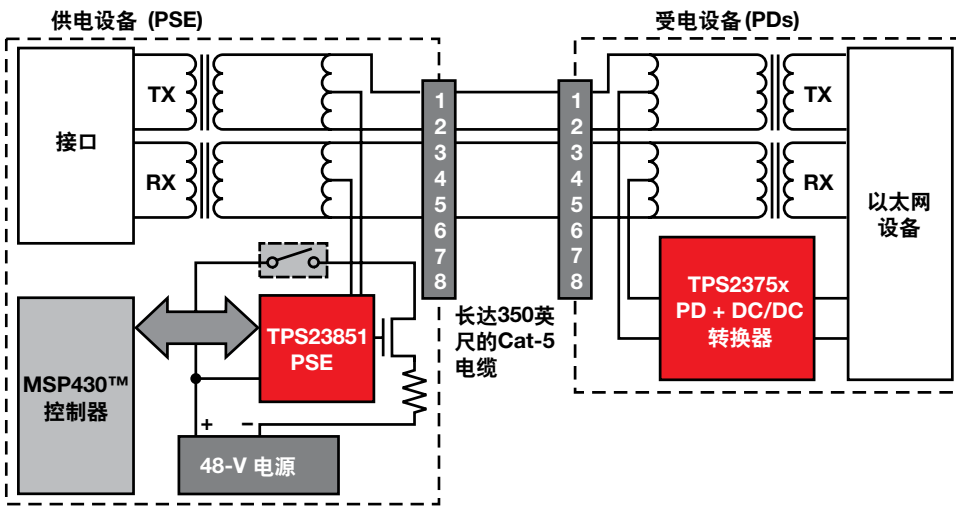 供电设备 (PSE)
受电设备(PDs)
接口
TX
RX
1
2
3
4
5
6
7
8
1
2
3
4
5
6
7
8
TX
RX
以太网
设备
TPS23851
PSE
MSP430™
控制器
+ −
48-V 电源
长达350英
尺的Cat-5
电缆
TPS2375x
PD + DC/DC
转换器